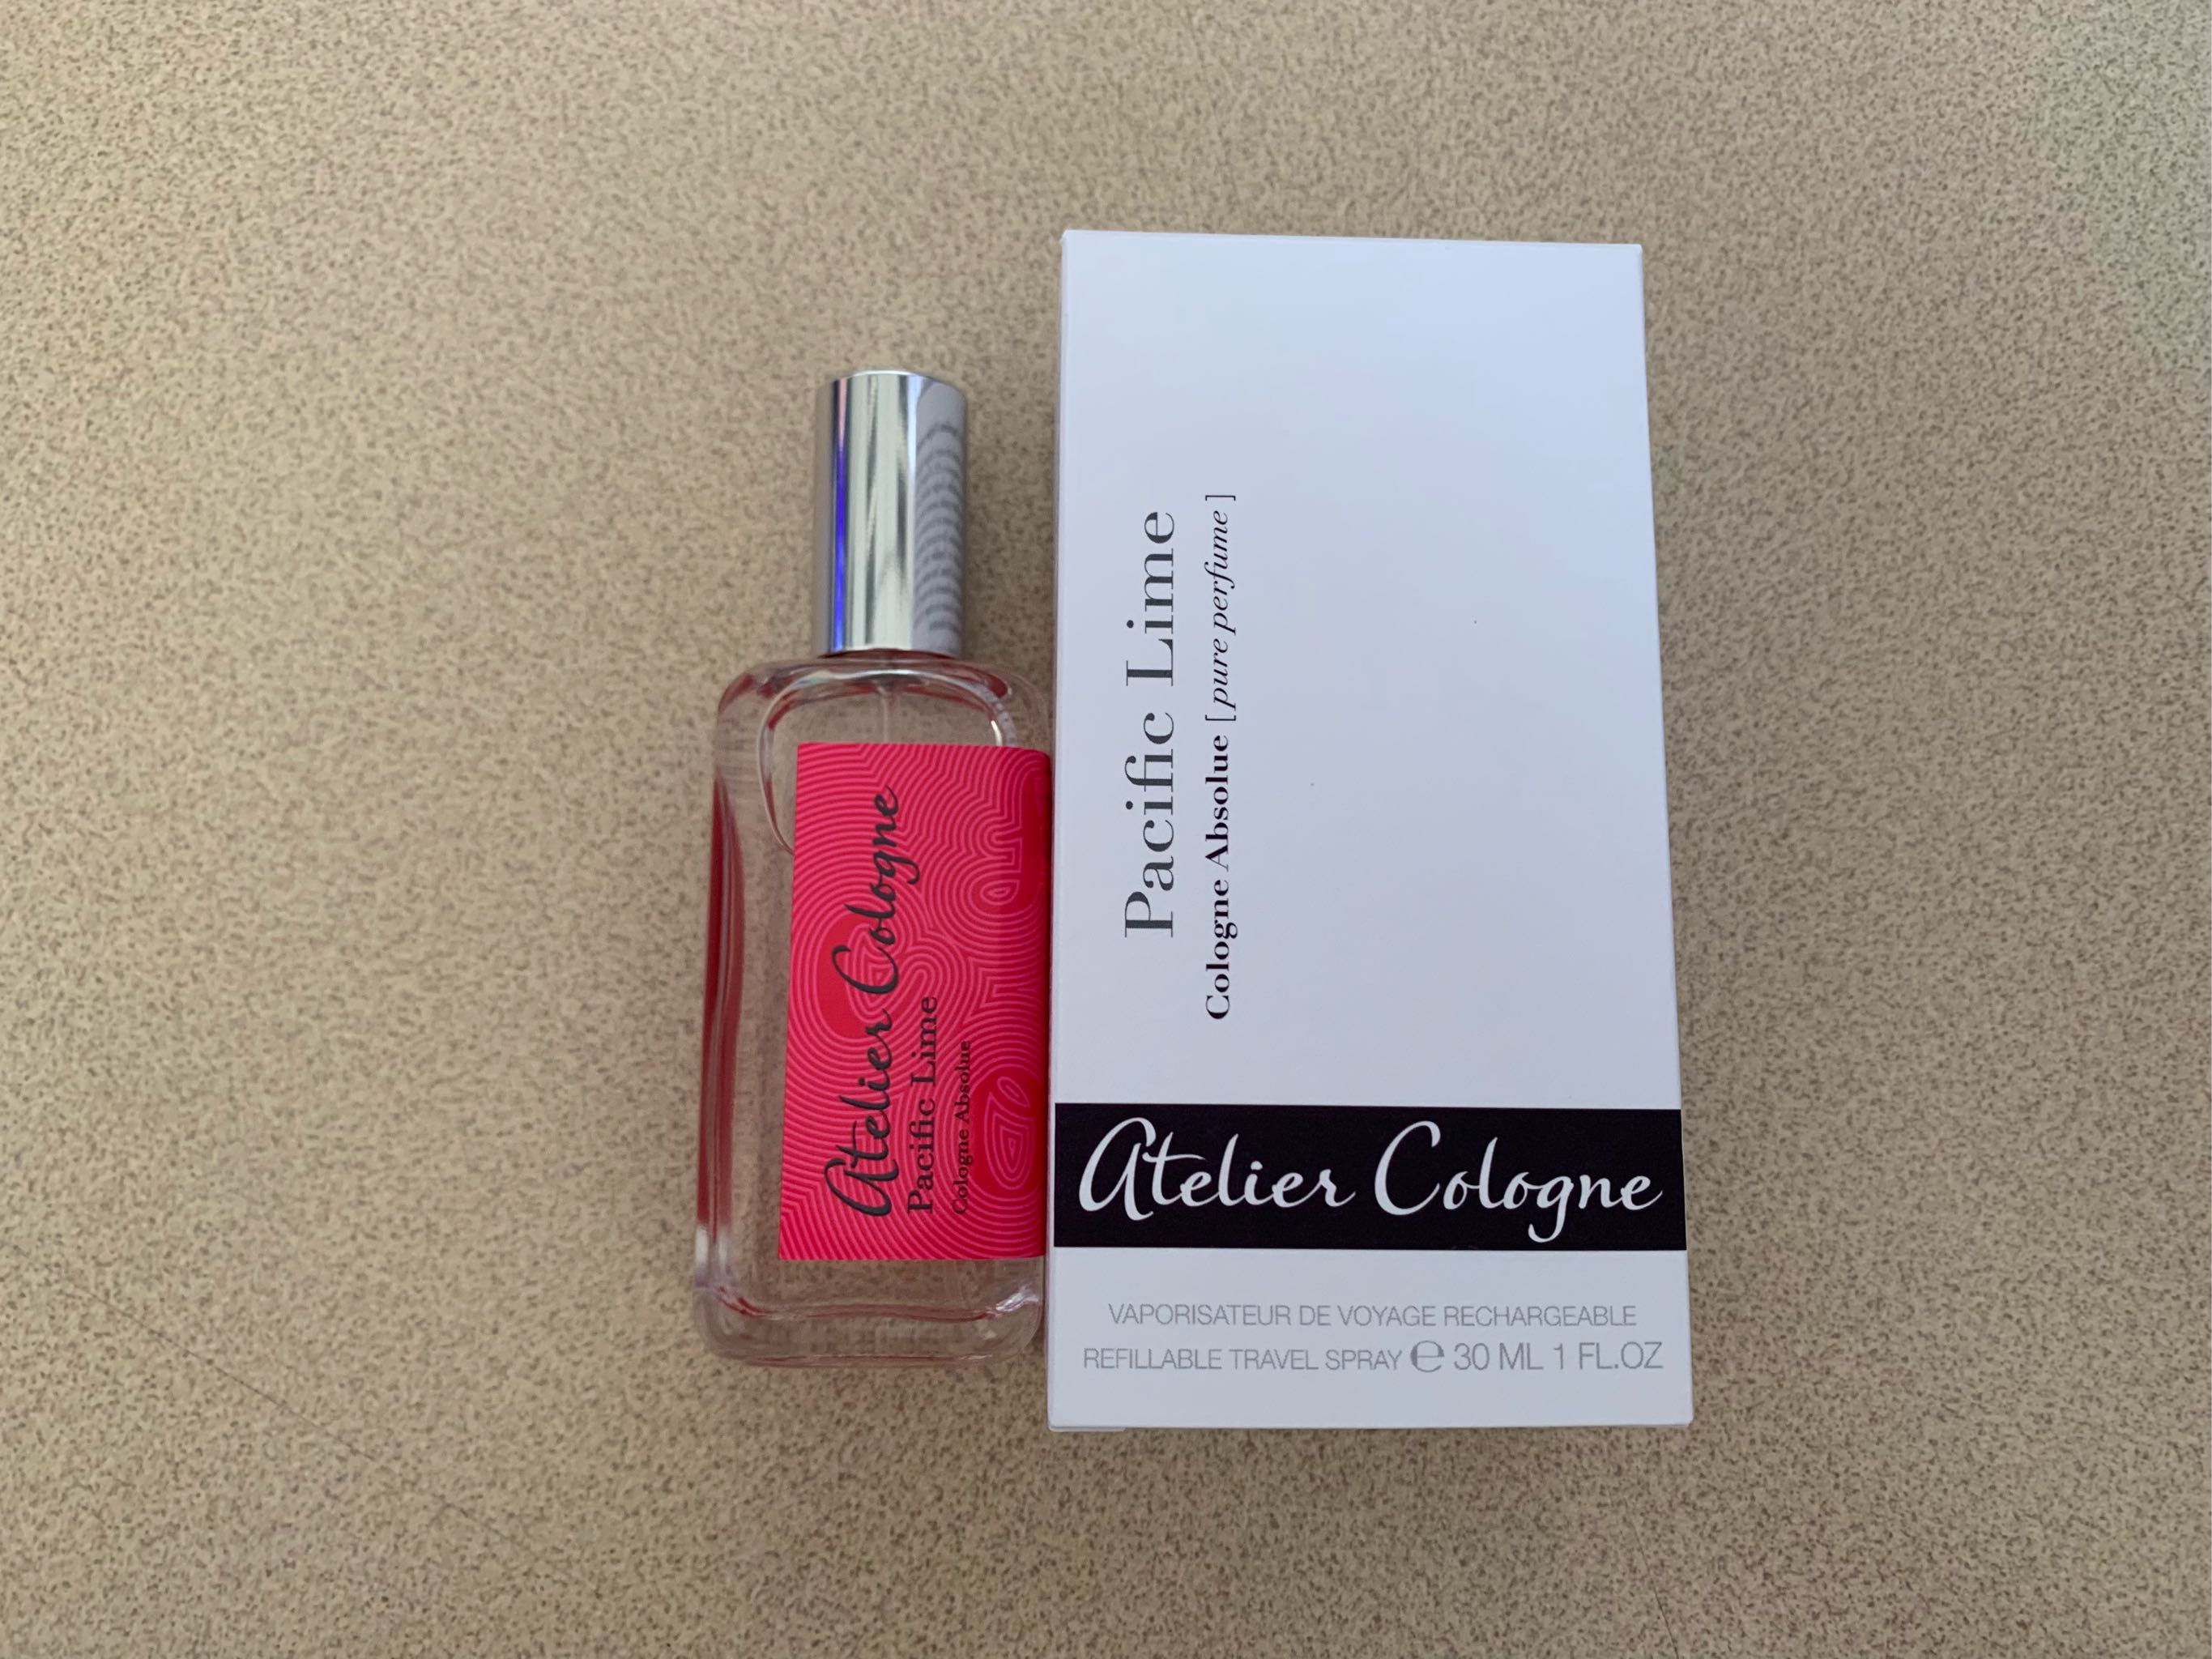 Atelier Cologne
Pacific Lime
Cologne Absolue
Pacific Lime
Cologne Absolue [pure perfume]
Atelier Cologne
VAPORISATEUR DE VOYAGE RECHARGEABLE
REFILLABLE TRAVEL SPRAY ℮ 30 ML 1 FL.OZ